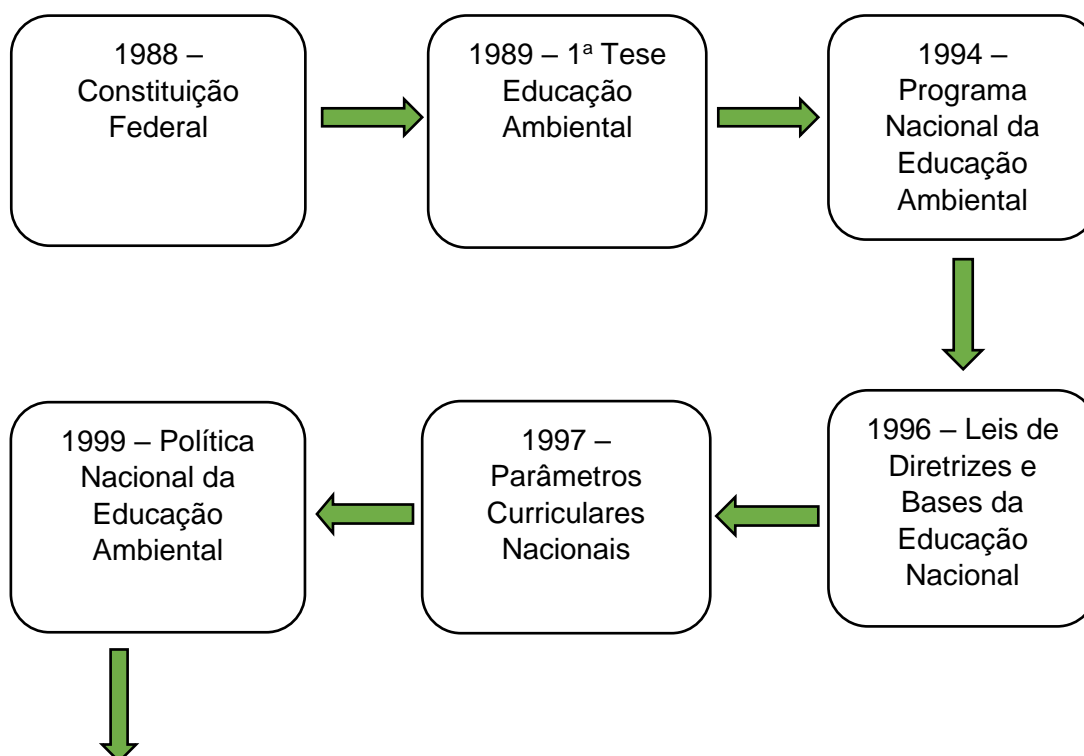 1988 –
Constituição
Federal
1989 – 1ª Tese
Educação
Ambiental
1994 –
Programa
Nacional da
Educação
Ambiental
1996 – Leis de
Diretrizes e
Bases da
Educação
Nacional
1997 –
Parâmetros
Curriculares
Nacionais
1999 – Política
Nacional da
Educação
Ambiental